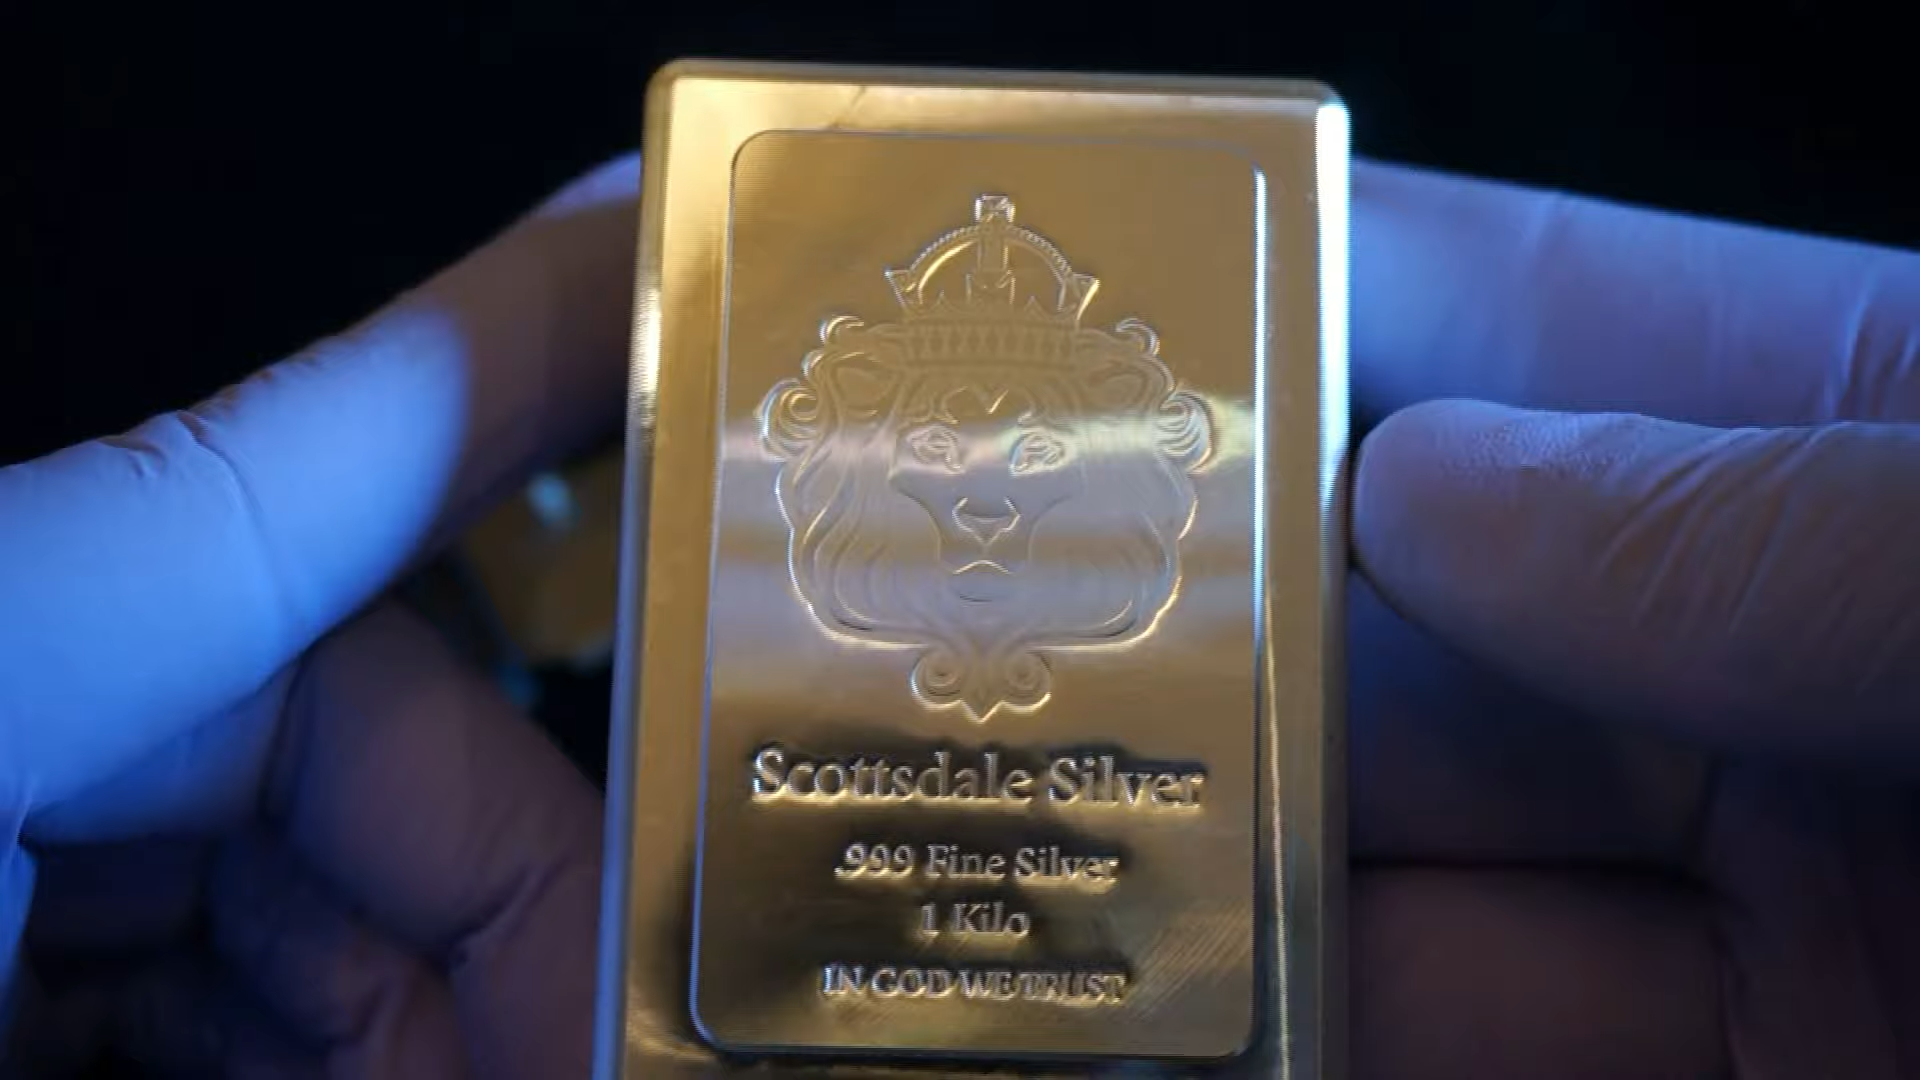 Scottsdale Silver
.999 Fine Silver
1 Kilo
IN GOD WE TRUST